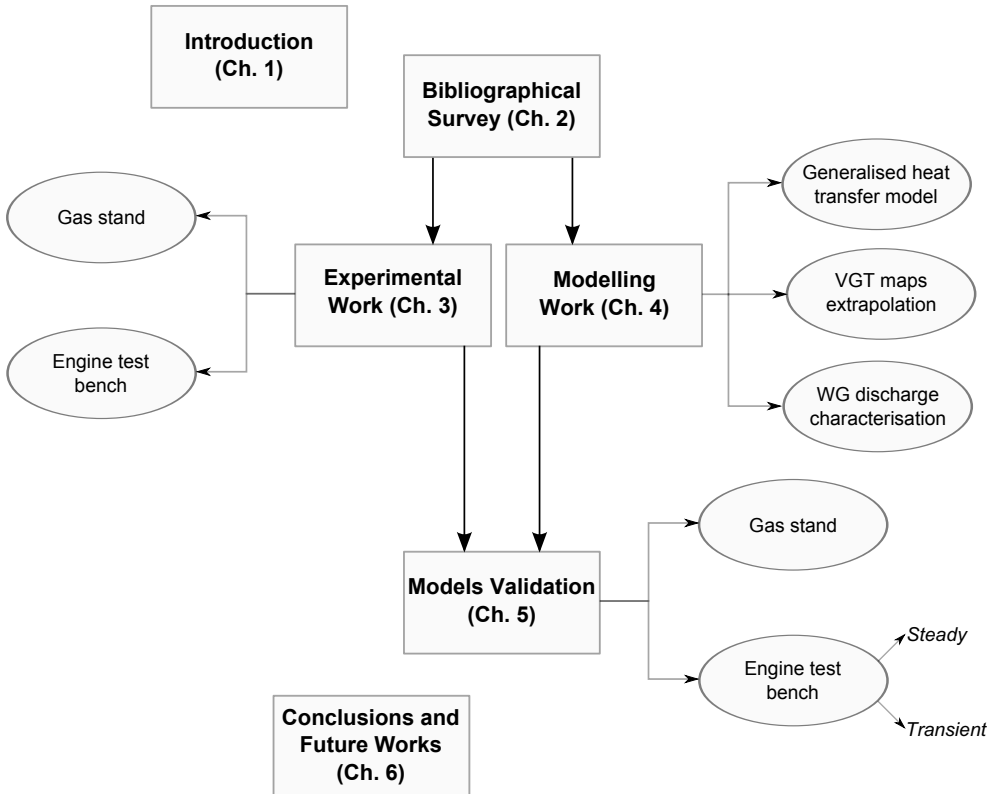 Introduction
(Ch. 1)
Bibliographical
Survey (Ch. 2)
Generalised heat
transfer model
Gas stand
Experimental
Work (Ch. 3)
Modelling
Work (Ch. 4)
VGT maps
extrapolation
Engine test
bench
WG discharge
characterisation
Gas stand
Models Validation
(Ch. 5)
Steady
Engine test
bench
Transient
Conclusions and
Future Works
(Ch. 6)